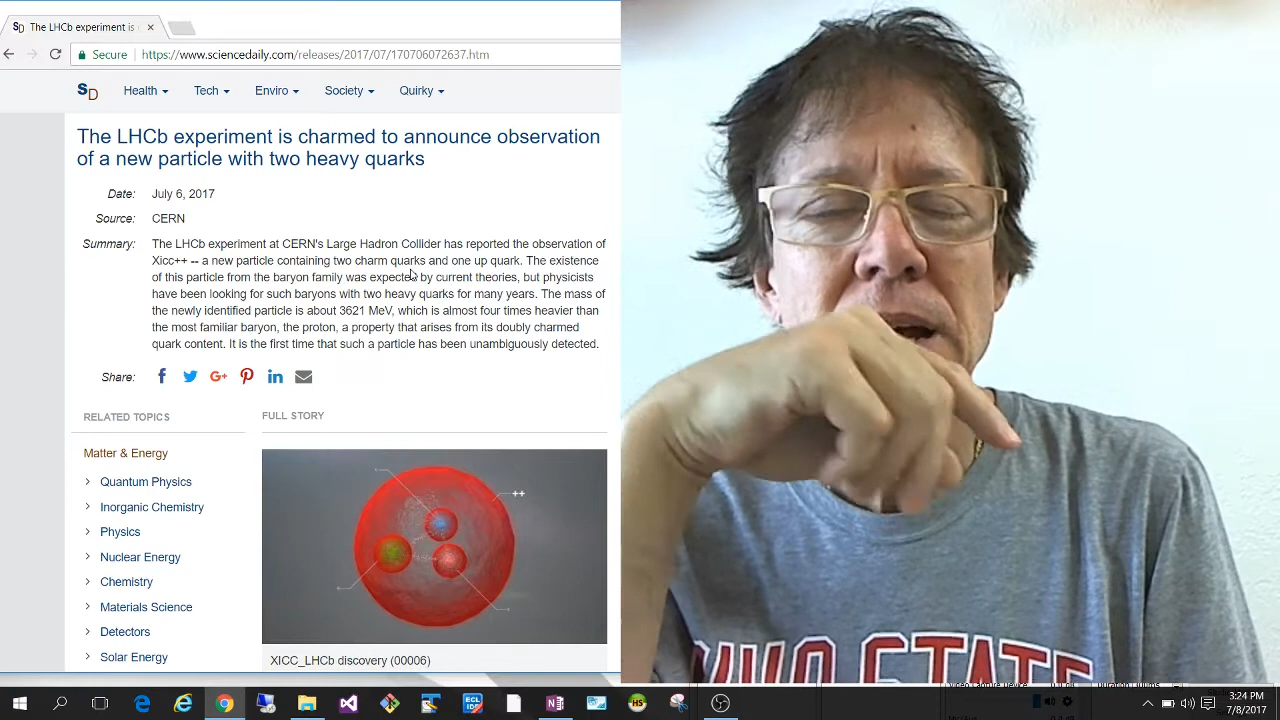 SD The LHCb experiment is
Secure https://www.sciencedaily.com/releases/2017/07/170706072637.htm
SD Health Tech Enviro Society Quirky
The LHCb experiment is charmed to announce observation
of a new particle with two heavy quarks
Date: July 6, 2017
Source: CERN
Summary: The LHCb experiment at CERN's Large Hadron Collider has reported the observation of
Xicc++ -- a new particle containing two charm quarks and one up quark. The existence
of this particle from the baryon family was expected by current theories, but physicists
have been looking for such baryons with two heavy quarks for many years. The mass of
the newly identified particle is about 3621 MeV, which is almost four times heavier than
the most familiar baryon, the proton, a property that arises from its doubly charmed
quark content. It is the first time that such a particle has been unambiguously detected.
Share:
RELATED TOPICS
Matter & Energy
Quantum Physics
Inorganic Chemistry
Physics
Nuclear Energy
Chemistry
Materials Science
Detectors
Solar Energy
FULL STORY
++
XICC_LHCb discovery (00006)
OHIO STATE
ECL
IDE
HS
3:24 PM
7/8/2017